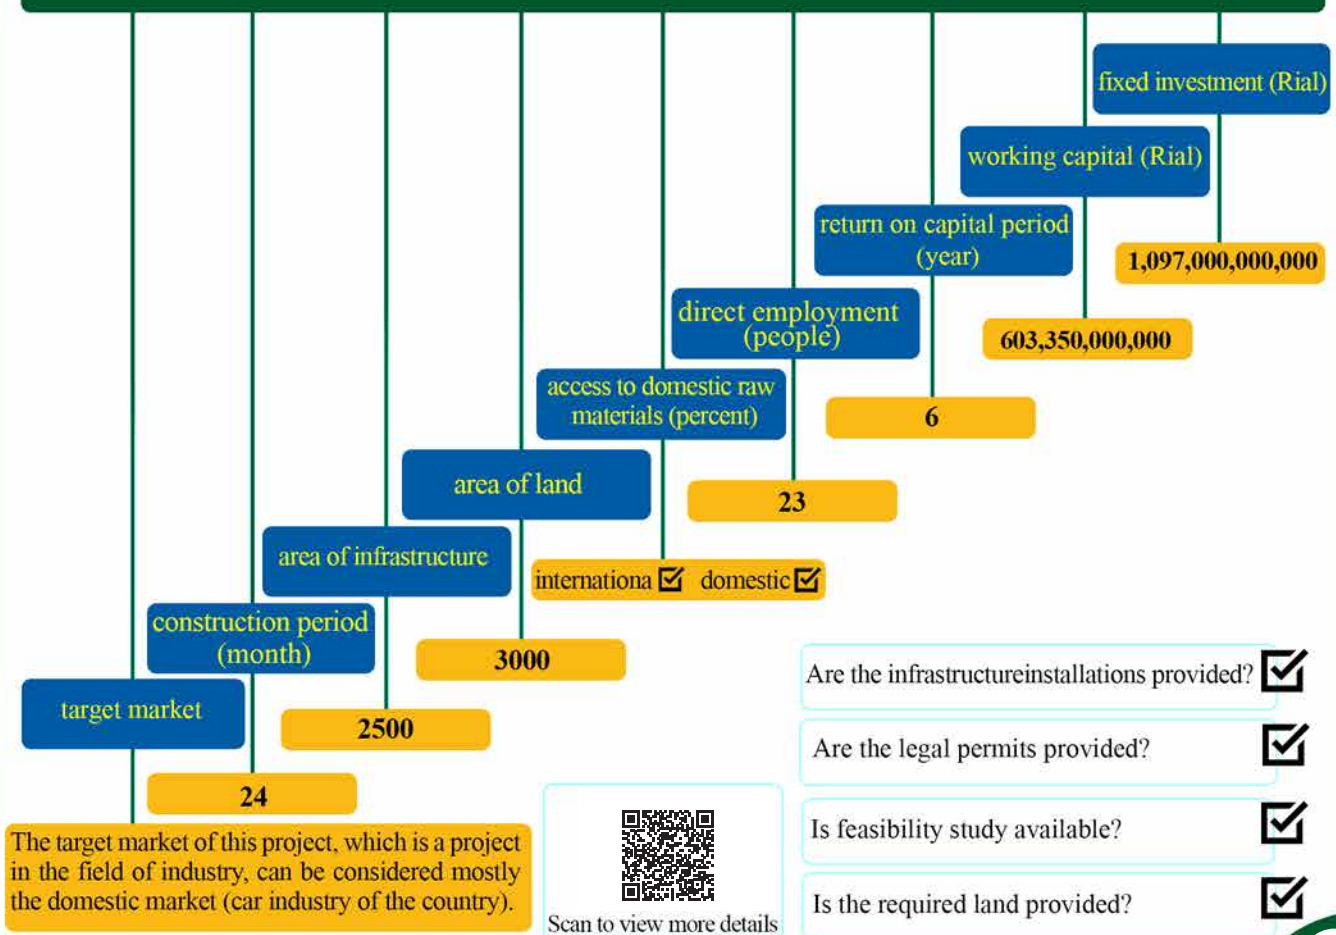 fixed investment (Rial)
1,097,000,000,000
working capital (Rial)
603,350,000,000
return on capital period
(year)
6
direct employment
(people)
23
access to domestic raw
materials (percent)
internationa ☑ domestic ☑
area of land
3000
area of infrastructure
2500
construction period
(month)
24
target market
The target market of this project, which is a project
in the field of industry, can be considered mostly
the domestic market (car industry of the country).
Scan to view more details
Are the infrastructureinstallations provided? ☑
Are the legal permits provided? ☑
Is feasibility study available? ☑
Is the required land provided? ☑